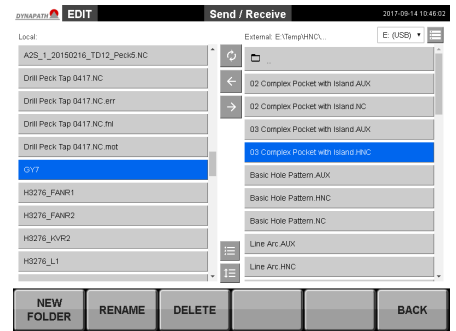 DYNAPATH EDIT Send / Receive 2017-09-14 10:46:02
Local: External: E:\Temp\HNC\... E: (USB)
A2S_1_20150216_TD12_Peck5.NC
Drill Peck Tap 0417.NC
Drill Peck Tap 0417.NC.err
Drill Peck Tap 0417.NC.fnl
Drill Peck Tap 0417.NC.mot
GY7
H3276_FANR1
H3276_FANR2
H3276_KVR2
H3276_L1
..
02 Complex Pocket with Island.AUX
02 Complex Pocket with Island.NC
03 Complex Pocket with Island.AUX
03 Complex Pocket with Island.HNC
Basic Hole Pattern.AUX
Basic Hole Pattern.HNC
Basic Hole Pattern.NC
Line Arc.AUX
Line Arc.HNC
NEW FOLDER
RENAME
DELETE
BACK